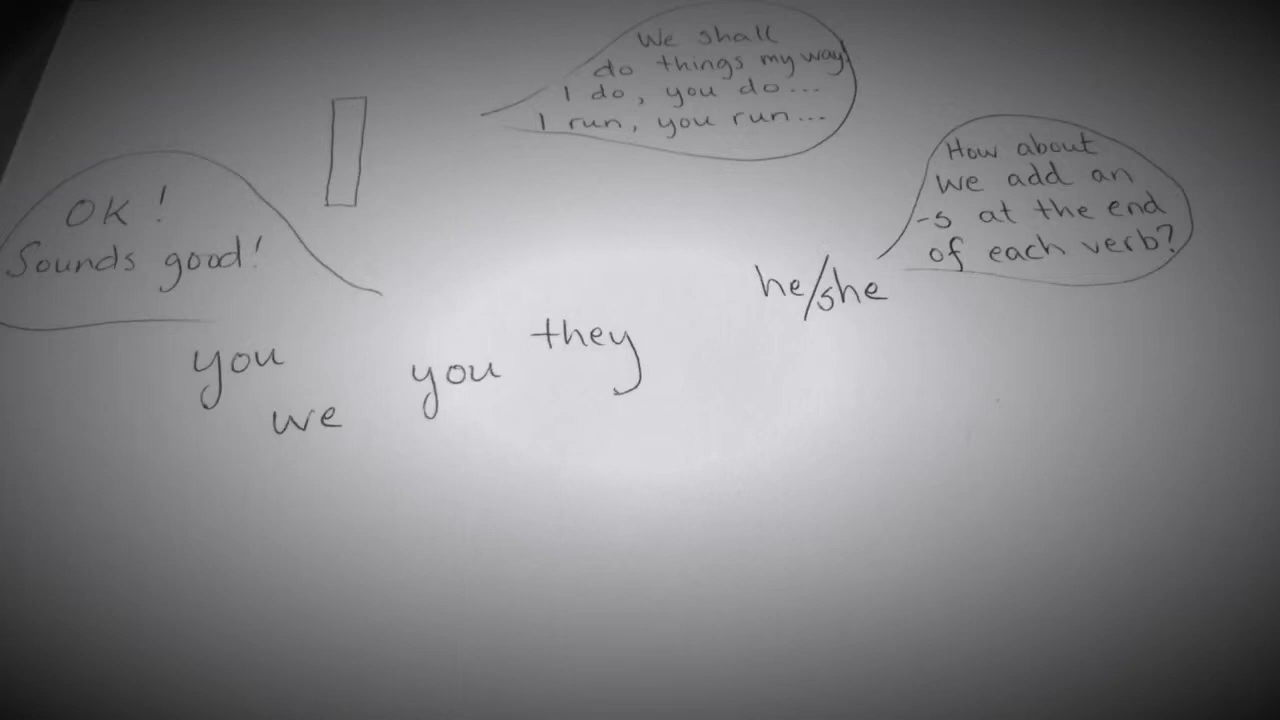 We shall
do things my way!
I do, you do...
I run, you run...
How about
we add an
-s at the end
of each verb?
OK!
Sounds good!
I
he/she
they
you
you
we